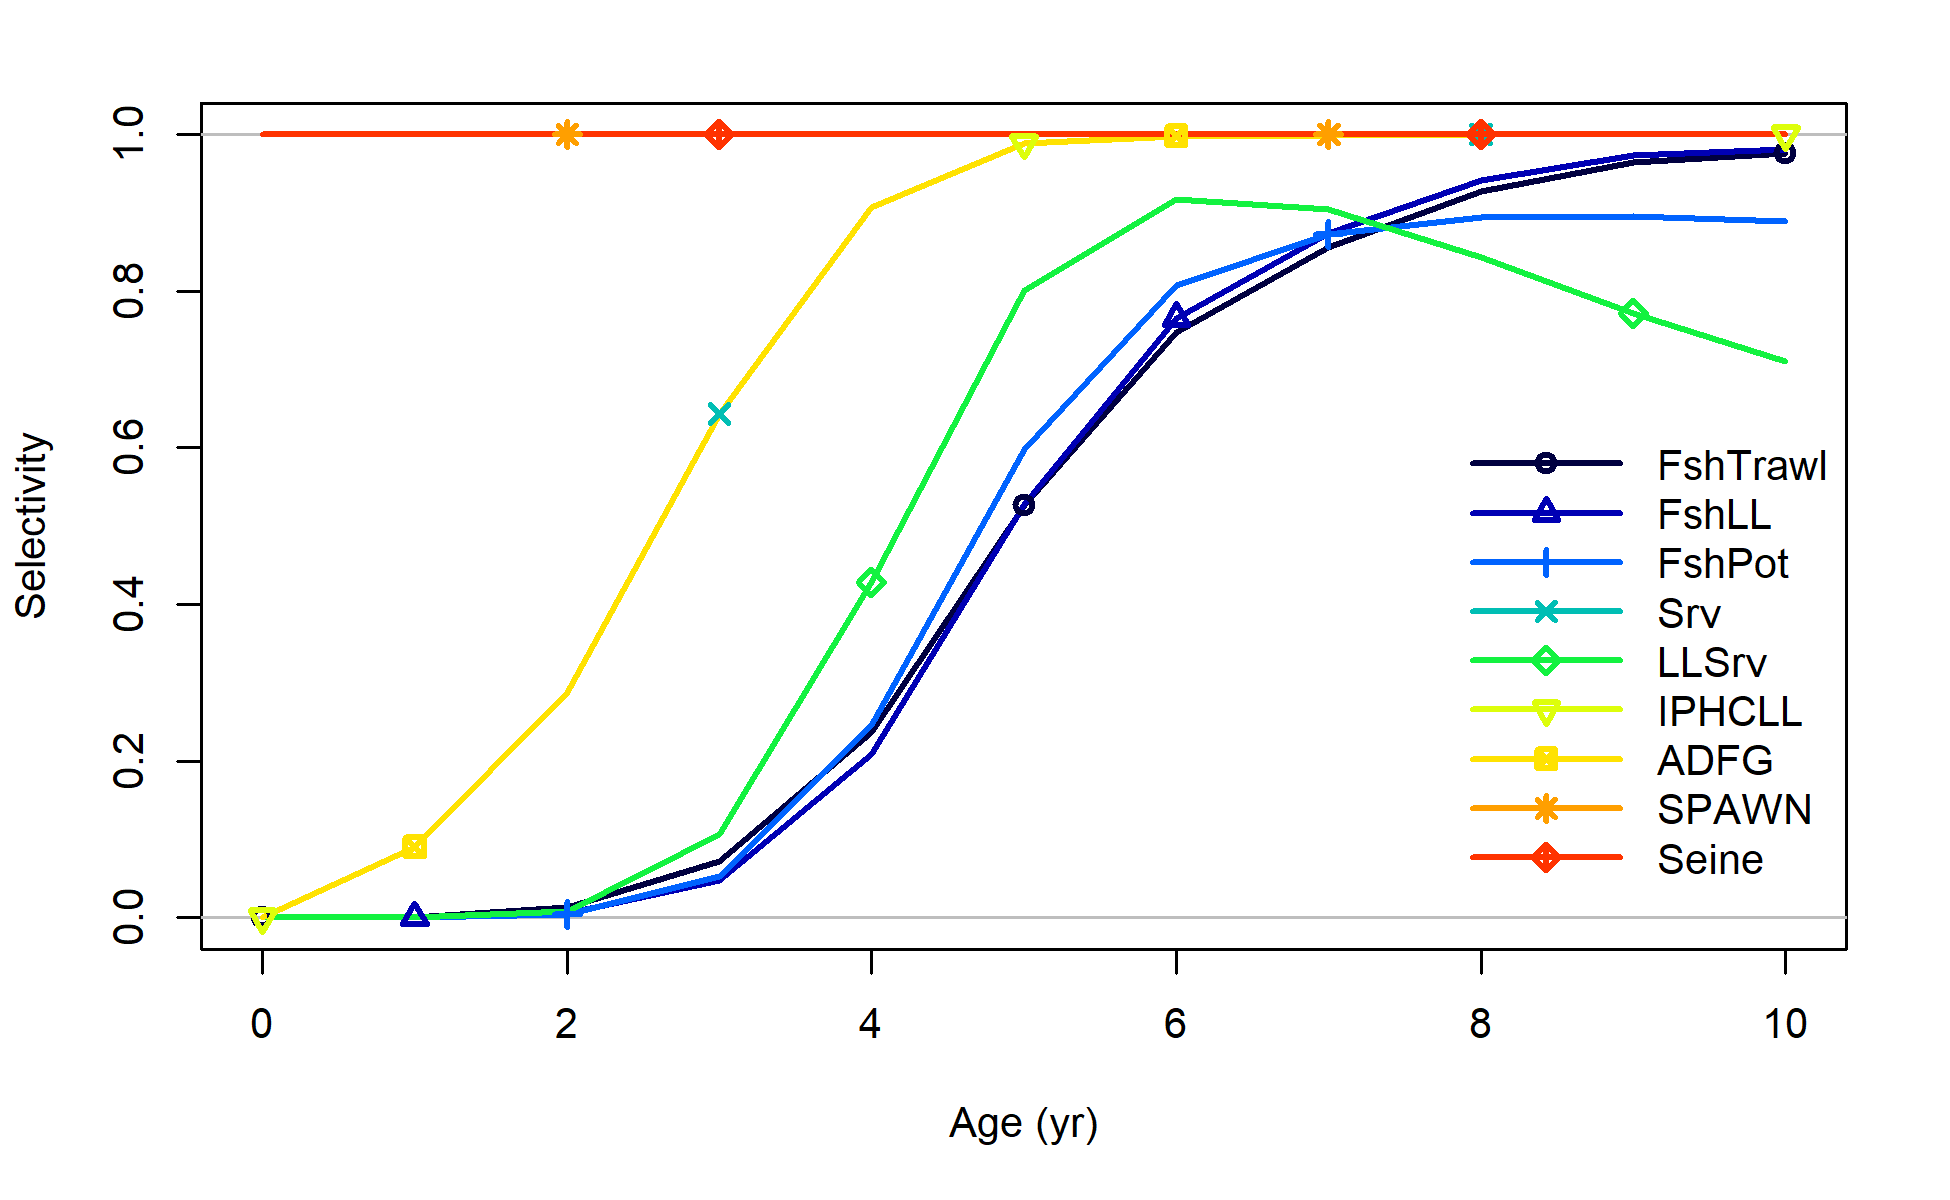 Selectivity
1.0
0.8
0.6
0.4
0.2
0.0
FshTrawl
FshLL
FshPot
Srv
LLSrv
IPHCLL
ADFG
SPAWN
Seine
0 2 4 6 8 10
Age (yr)